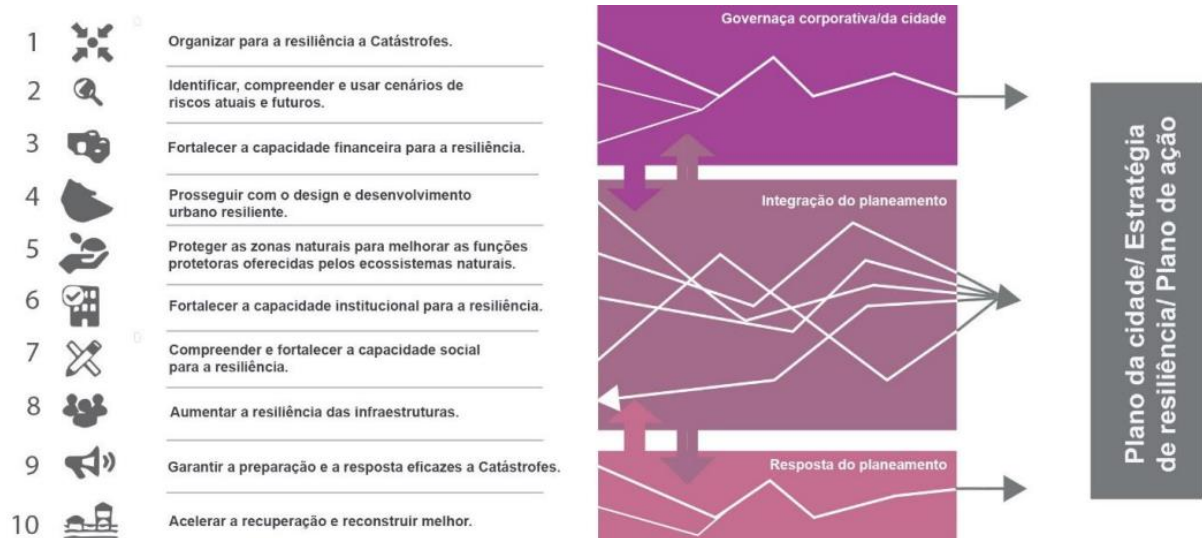 1
Organizar para a resiliência a Catástrofes.
2
Identificar, compreender e usar cenários de
riscos atuais e futuros.
3
Fortalecer a capacidade financeira para a resiliência.
4
Prosseguir com o design e desenvolvimento
urbano resiliente.
5
Proteger as zonas naturais para melhorar as funções
protetoras oferecidas pelos ecossistemas naturais.
6
Fortalecer a capacidade institucional para a resiliência.
7
Compreender e fortalecer a capacidade social
para a resiliência.
8
Aumentar a resiliência das infraestruturas.
9
Garantir a preparação e a resposta eficazes a Catástrofes.
10
Acelerar a recuperação e reconstruir melhor.
Governaça corporativa/da cidade
Integração do planeamento
Resposta do planeamento
Plano da cidade/ Estratégia
de resiliência/ Plano de ação